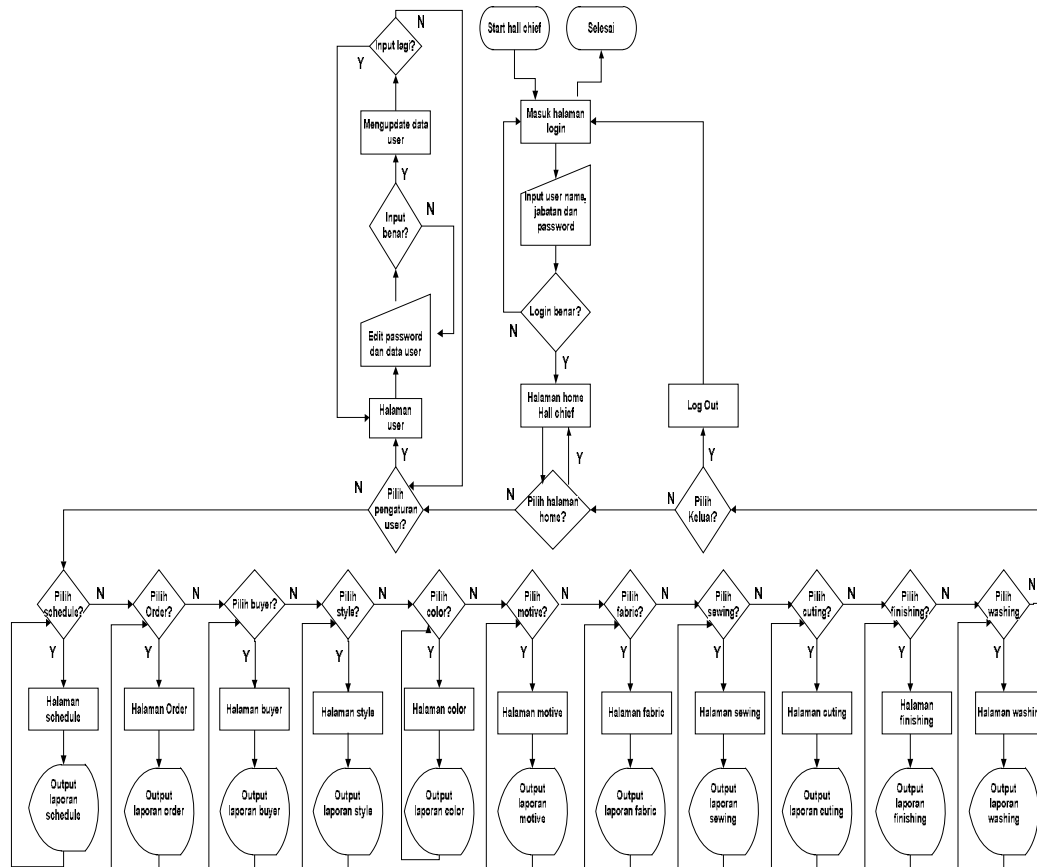 N
Input lagi?
Y
Start hall chief
Selesai
Mengupdate data
user
Masuk halaman
login
Y
N
Input
benar?
Input user name,
jabatan dan
password
Edit password
dan data user
Login benar?
N
Y
Halaman
user
Halaman home
Hall chief
Log Out
Y
Y
Y
N
Pilih
pengaturan
user?
N
Pilih halaman
home?
N
Pilih
Keluar?
Pilih
schedule?
N
Pilih
Order?
N
Pilih buyer?
N
Pilih
style?
N
Pilih
color?
N
Pilih
motive?
N
Pilih
fabric?
N
Pilih
sewing?
N
Pilih
cuting?
N
Pilih
finishing?
N
Pilih
washing
N
Y
Y
Y
Y
Y
Y
Y
Y
Y
Y
Y
Halaman
schedule
Halaman Order
Halaman buyer
Halaman style
Halaman color
Halaman motive
Halaman fabric
Halaman sewing
Halaman cuting
Halaman
finishing
Halaman washin
Output
laporan
schedule
Output
laporan order
Output
laporan buyer
Output
laporan style
Output
laporan color
Output laporan
motive
Output
laporan fabric
Output
laporan
sewing
Output
laporan cuting
Output
laporan
finishing
Output
laporan
washing